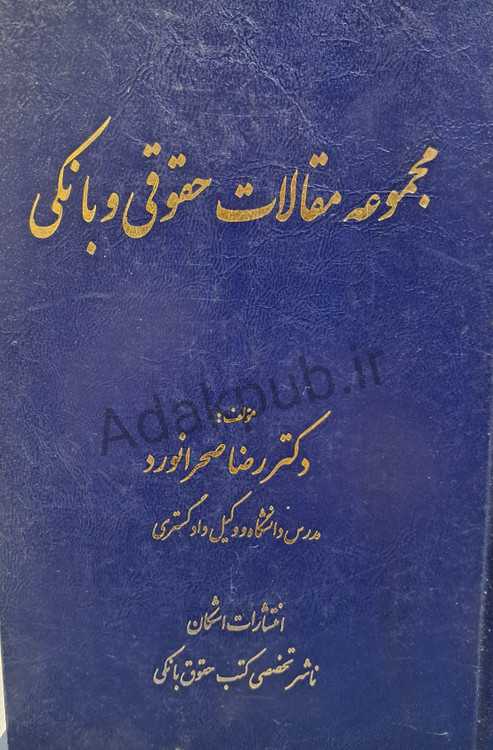 مجموعه مقالات حقوقی و بانکی
Adakpub.ir
مؤلف:
دکتر رضا صحرانورد
مدرس دانشگاه و وکیل دادگستری
انتشارات اشکان
ناشر تخصصی کتب حقوق بانکی